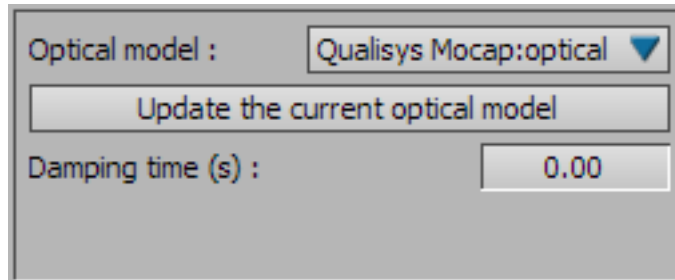 Optical model : Qualisys Mocap:optical
Update the current optical model
Damping time (s) : 0.00